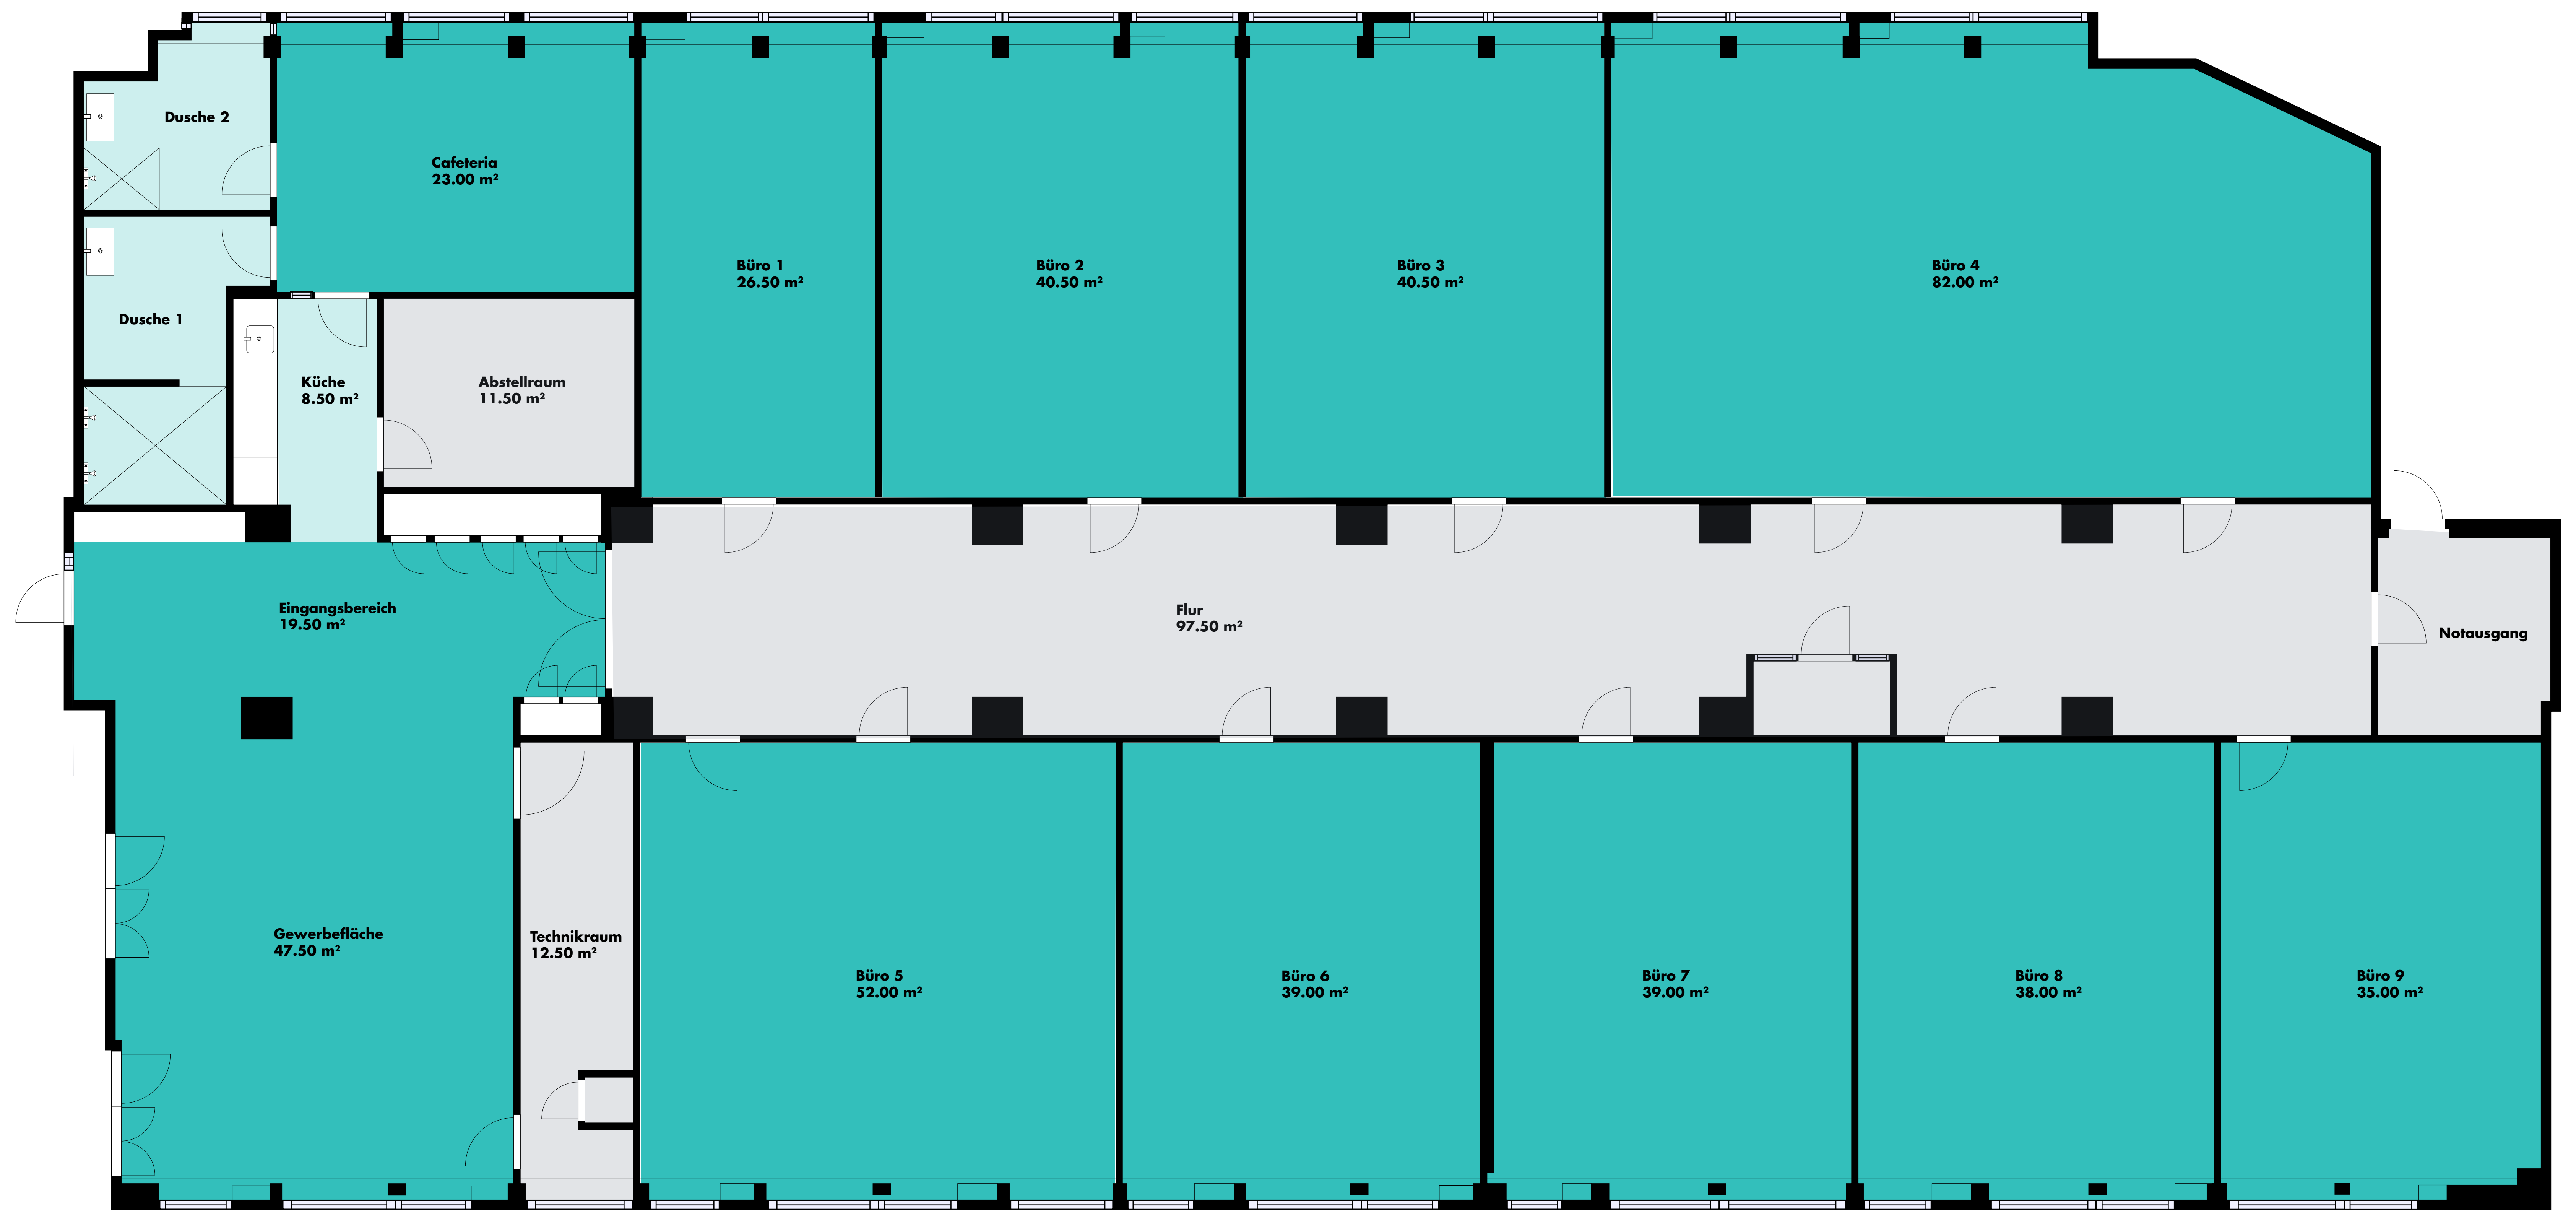 Dusche 2
Cafeteria
23.00 m²
Büro 1
26.50 m²
Büro 2
40.50 m²
Büro 3
40.50 m²
Büro 4
82.00 m²
Dusche 1
Küche
8.50 m²
Abstellraum
11.50 m²
Eingangsbereich
19.50 m²
Flur
97.50 m²
Notausgang
Gewerbefläche
47.50 m²
Technikraum
12.50 m²
Büro 5
52.00 m²
Büro 6
39.00 m²
Büro 7
39.00 m²
Büro 8
38.00 m²
Büro 9
35.00 m²